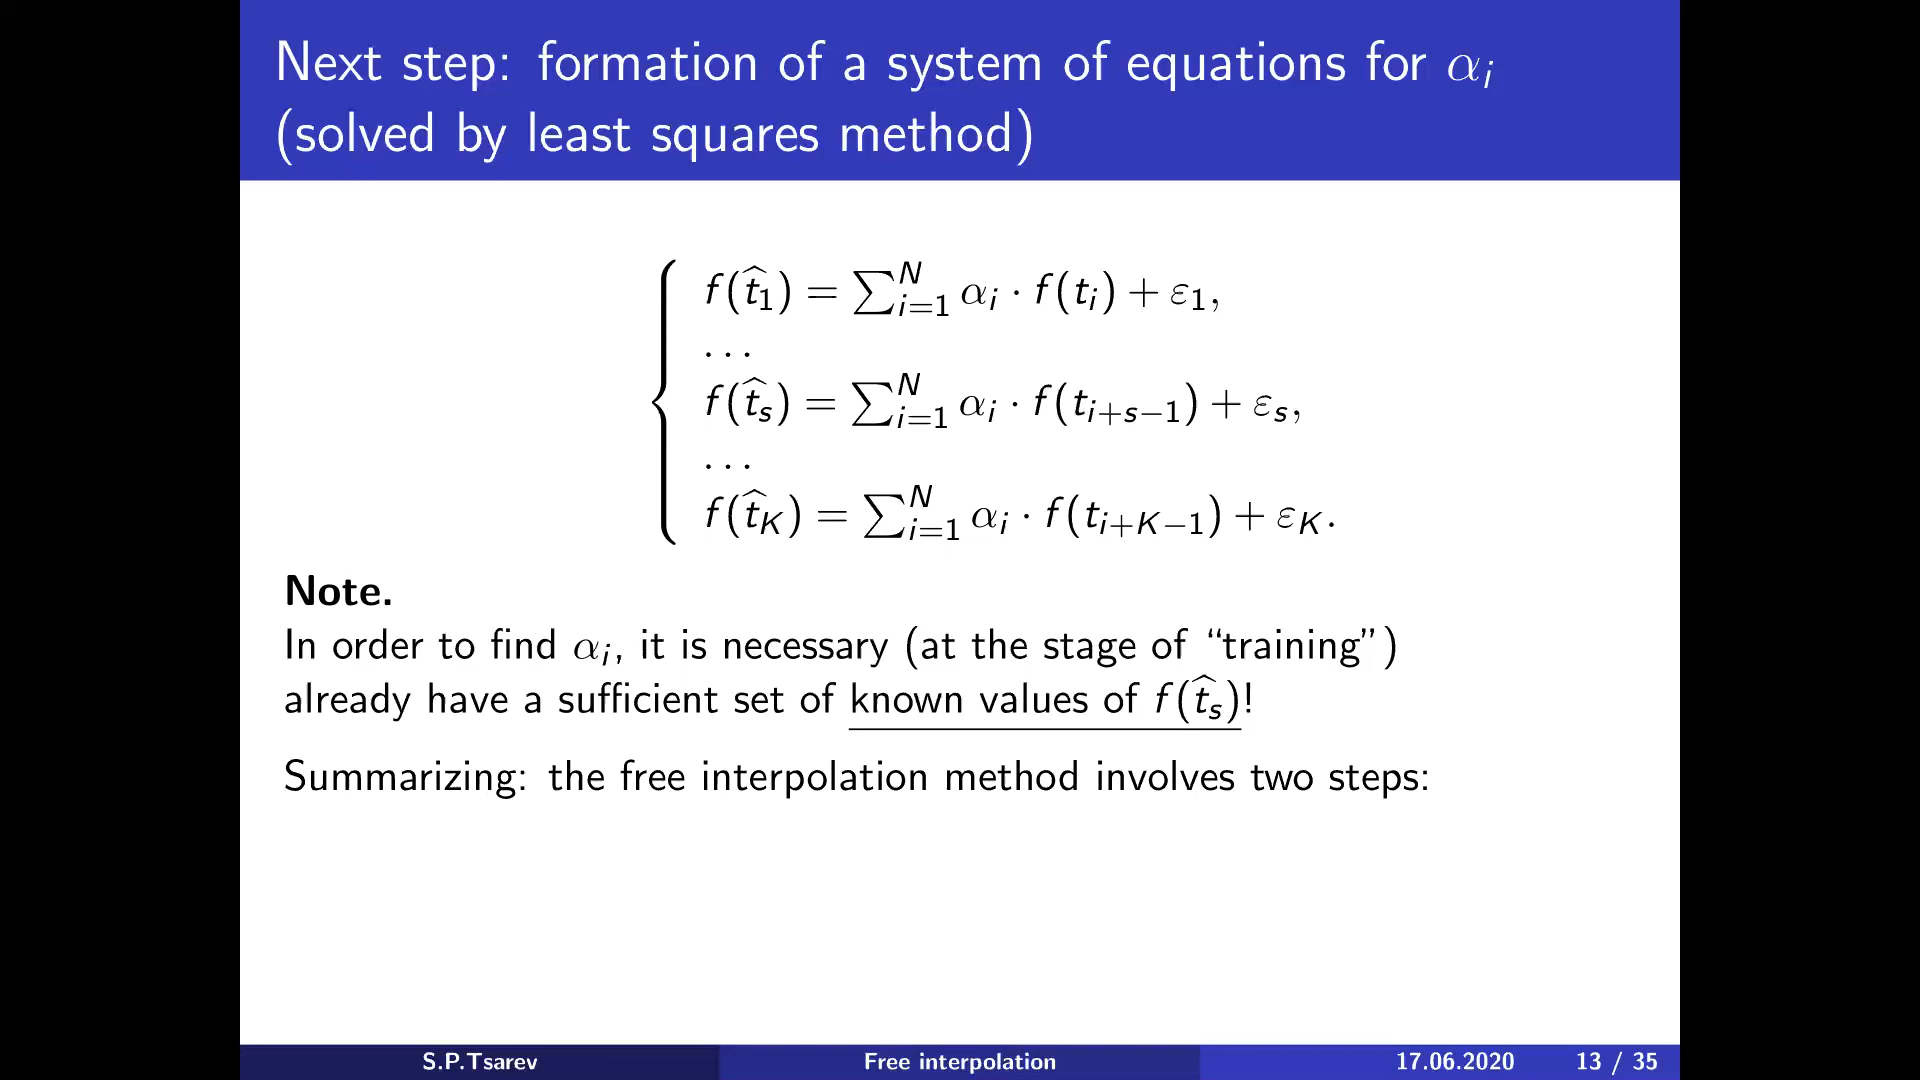 Next step: formation of a system of equations for αᵢ
(solved by least squares method)
f(t̂₁) = ∑ᵢ₌₁ᴺ αᵢ · f(tᵢ) + ε₁,
...
f(t̂ₛ) = ∑ᵢ₌₁ᴺ αᵢ · f(tᵢ₊ₛ₋₁) + εₛ,
...
f(t̂_K) = ∑ᵢ₌₁ᴺ αᵢ · f(t_{i+K−1}) + ε_K.
Note.
In order to find αᵢ, it is necessary (at the stage of “training”)
already have a sufficient set of known values of f(t̂ₛ)!
Summarizing: the free interpolation method involves two steps:
S.P.Tsarev Free interpolation 17.06.2020 13 / 35